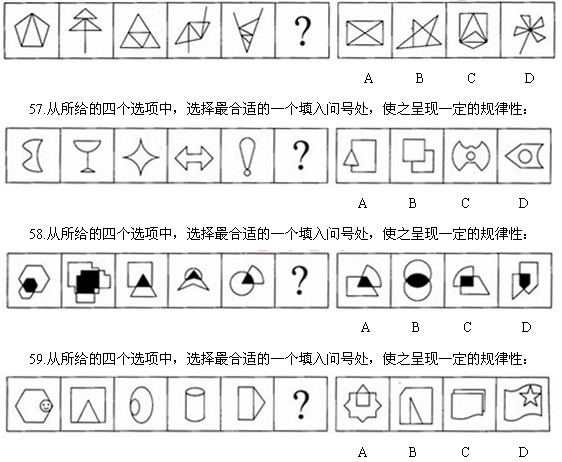 ?
A B C D
57.从所给的四个选项中，选择最合适的一个填入问号处，使之呈现一定的规律性：
?
A B C D
58.从所给的四个选项中，选择最合适的一个填入问号处，使之呈现一定的规律性：
?
A B C D
59.从所给的四个选项中，选择最合适的一个填入问号处，使之呈现一定的规律性：
?
A B C D